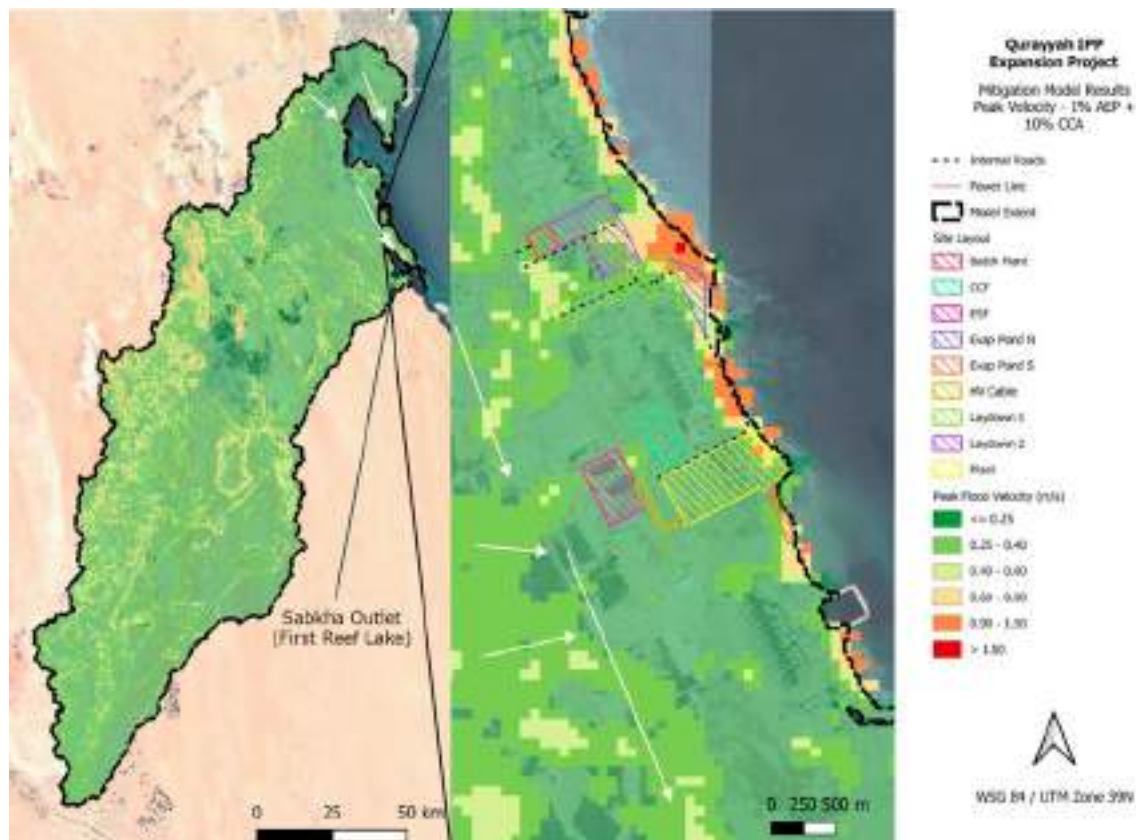 Qurayyah IPP
Expansion Project
Mitigation Model Results
Peak Velocity - 1% AEP +
10% CCA
Internal Roads
Power Line
Model Extent
Site Layout
Batch Plant
CCF
Evap Pond N
Evap Pond S
HV Cable
Laydown 1
Laydown 2
Plant
Peak Flood Velocity (m/s)
<= 0.25
0.25 - 0.40
> 1.50
Sabkha Outlet
(First Reef Lake)
0 25 50 km
0 250 500 m
WSG 84 / UTM Zone 39N